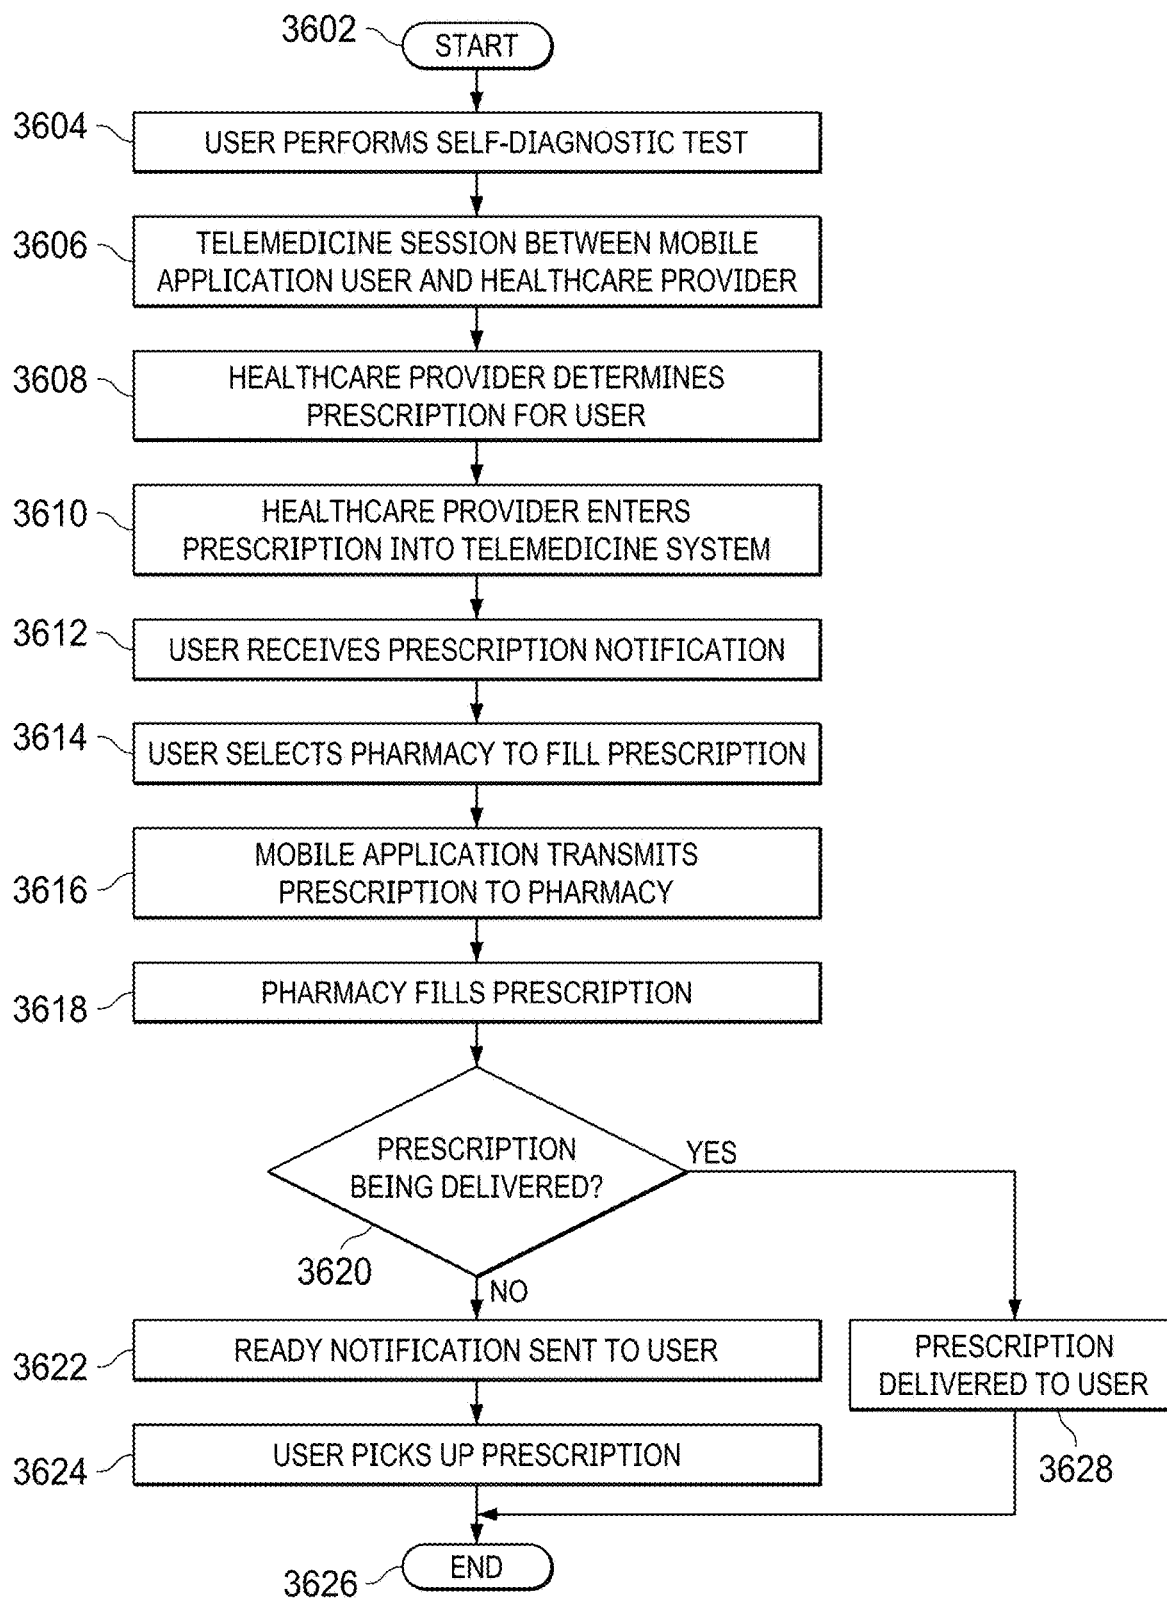 3602
START
3604
USER PERFORMS SELF-DIAGNOSTIC TEST
3606
TELEMEDICINE SESSION BETWEEN MOBILE
APPLICATION USER AND HEALTHCARE PROVIDER
3608
HEALTHCARE PROVIDER DETERMINES
PRESCRIPTION FOR USER
3610
HEALTHCARE PROVIDER ENTERS
PRESCRIPTION INTO TELEMEDICINE SYSTEM
3612
USER RECEIVES PRESCRIPTION NOTIFICATION
3614
USER SELECTS PHARMACY TO FILL PRESCRIPTION
3616
MOBILE APPLICATION TRANSMITS
PRESCRIPTION TO PHARMACY
3618
PHARMACY FILLS PRESCRIPTION
PRESCRIPTION
BEING DELIVERED?
YES
3620
NO
3622
READY NOTIFICATION SENT TO USER
PRESCRIPTION
DELIVERED TO USER
3628
3624
USER PICKS UP PRESCRIPTION
END
3626